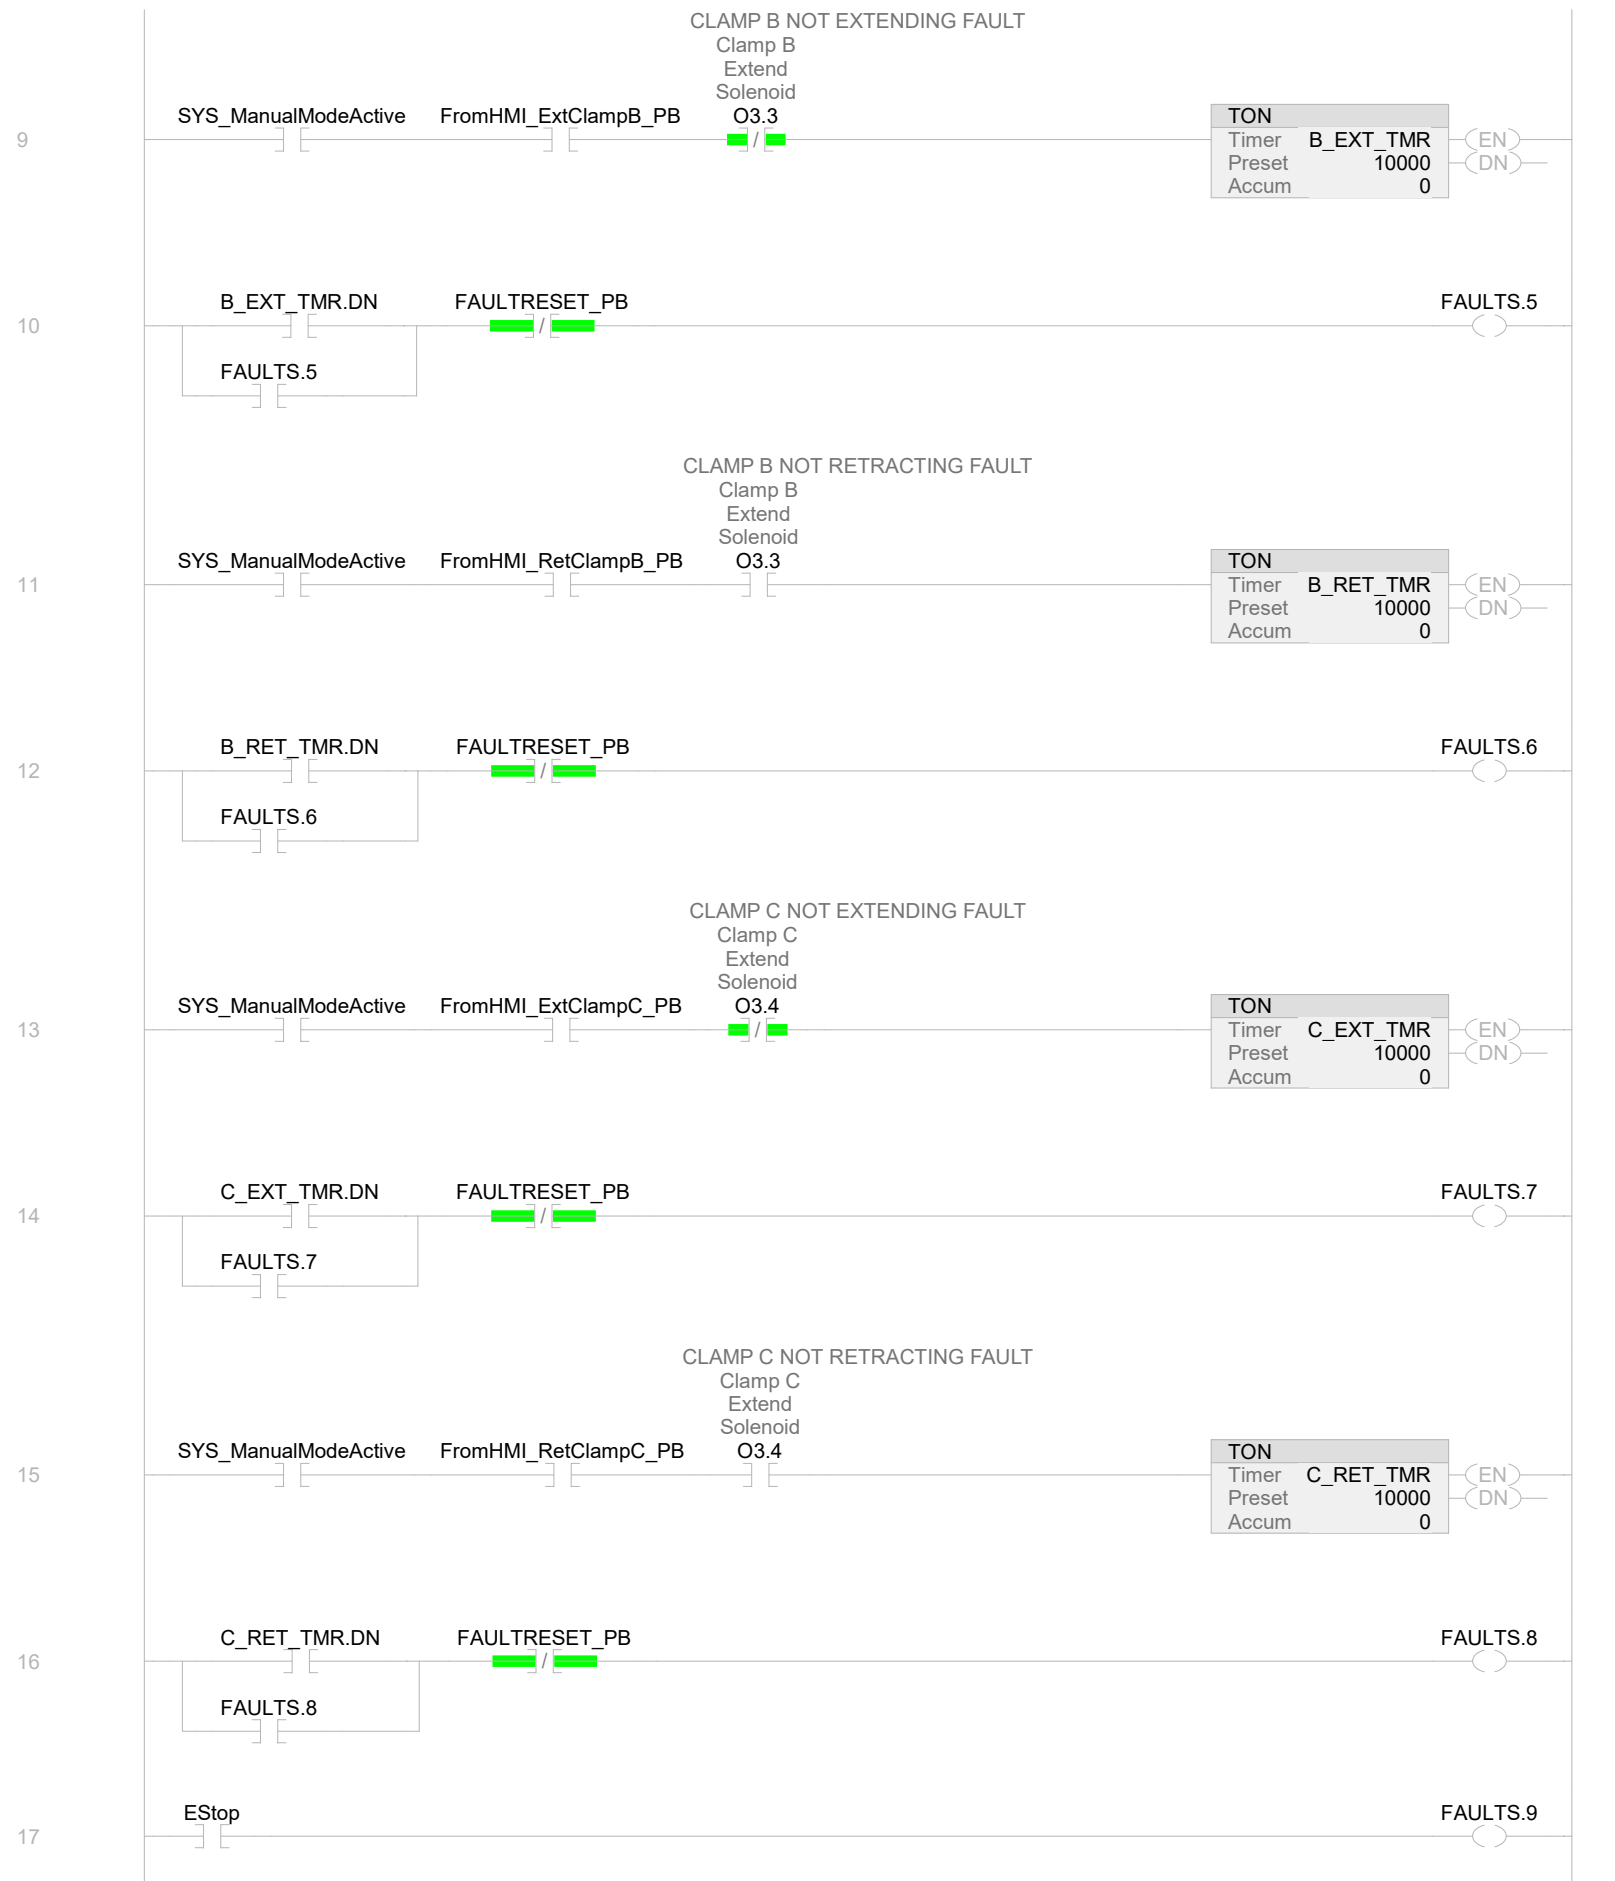 CLAMP B NOT EXTENDING FAULT
Clamp B
Extend
Solenoid
SYS_ManualModeActive FromHMI_ExtClampB_PB O3.3
9
/
TON
Timer B_EXT_TMR
Preset 10000
Accum 0
EN
DN
B_EXT_TMR.DN FAULTRESET_PB FAULTS.5
10
/
FAULTS.5
CLAMP B NOT RETRACTING FAULT
Clamp B
Extend
Solenoid
SYS_ManualModeActive FromHMI_RetClampB_PB O3.3
11
TON
Timer B_RET_TMR
Preset 10000
Accum 0
EN
DN
B_RET_TMR.DN FAULTRESET_PB FAULTS.6
12
/
FAULTS.6
CLAMP C NOT EXTENDING FAULT
Clamp C
Extend
Solenoid
SYS_ManualModeActive FromHMI_ExtClampC_PB O3.4
13
/
TON
Timer C_EXT_TMR
Preset 10000
Accum 0
EN
DN
C_EXT_TMR.DN FAULTRESET_PB FAULTS.7
14
/
FAULTS.7
CLAMP C NOT RETRACTING FAULT
Clamp C
Extend
Solenoid
SYS_ManualModeActive FromHMI_RetClampC_PB O3.4
15
TON
Timer C_RET_TMR
Preset 10000
Accum 0
EN
DN
C_RET_TMR.DN FAULTRESET_PB FAULTS.8
16
/
FAULTS.8
EStop FAULTS.9
17